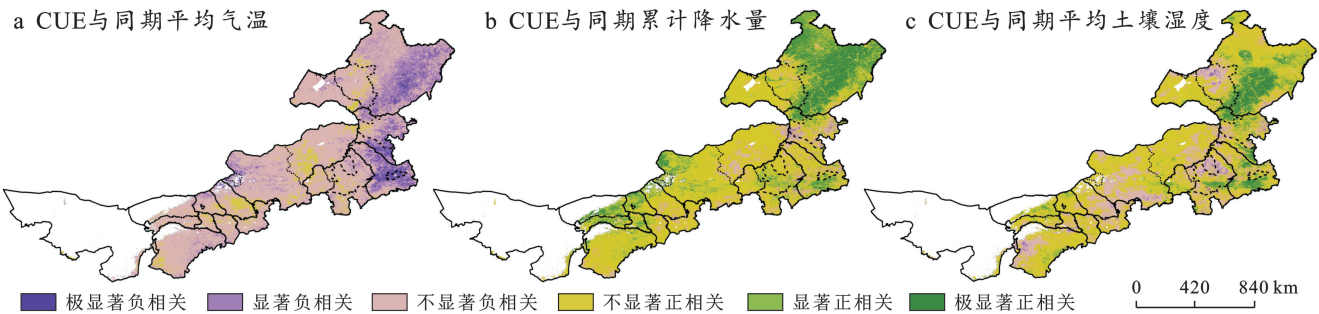 a CUE与同期平均气温
b CUE与同期累计降水量
c CUE与同期平均土壤湿度
极显著负相关 显著负相关 不显著负相关 不显著正相关 显著正相关 极显著正相关
0 420 840 km